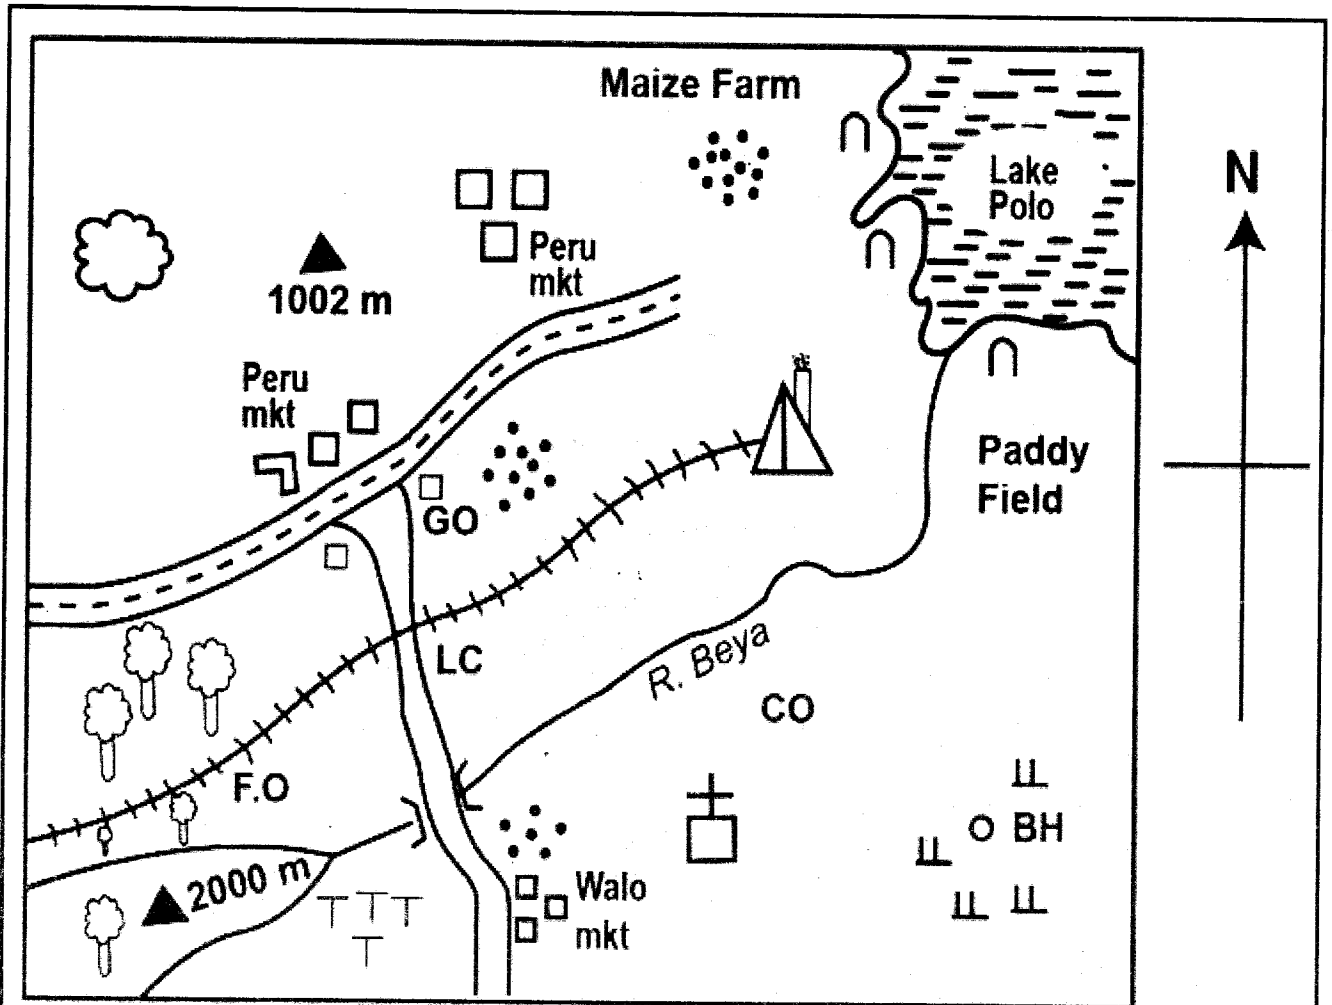 Maize Farm
Lake
Polo
N
Peru
mkt
1002 m
Peru
mkt
Paddy
Field
GO
LC
R. Beya
CO
F.O
BH
2000 m
Walo
mkt